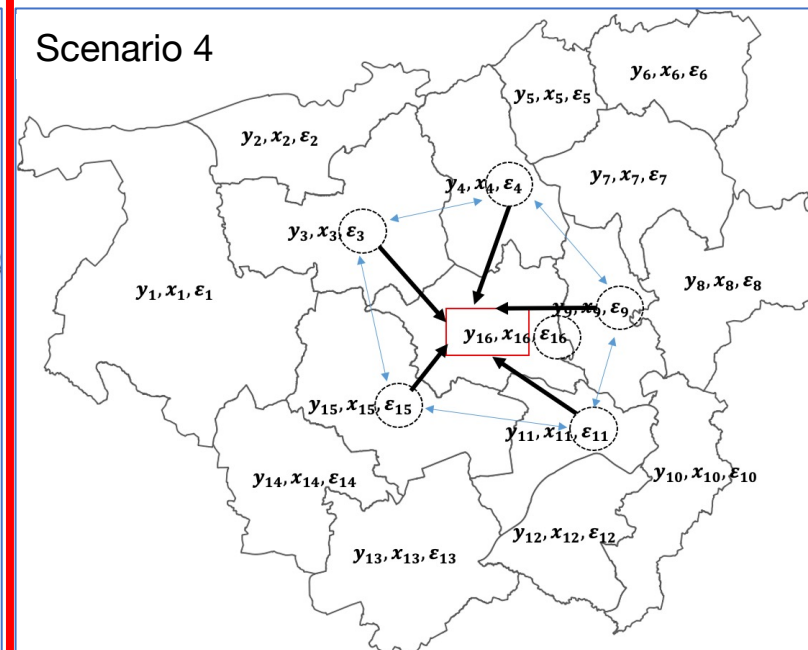 Scenario 4
y₆, x₆, ε₆
y₅, x₅, ε₅
y₂, x₂, ε₂
y₇, x₇, ε₇
y₄, x₄, ε₄
y₃, x₃, ε₃
y₈, x₈, ε₈
y₁, x₁, ε₁
y₉, x₉, ε₉
y₁₆, x₁₆, ε₁₆
y₁₅, x₁₅, ε₁₅
y₁₁, x₁₁, ε₁₁
y₁₀, x₁₀, ε₁₀
y₁₄, x₁₄, ε₁₄
y₁₂, x₁₂, ε₁₂
y₁₃, x₁₃, ε₁₃